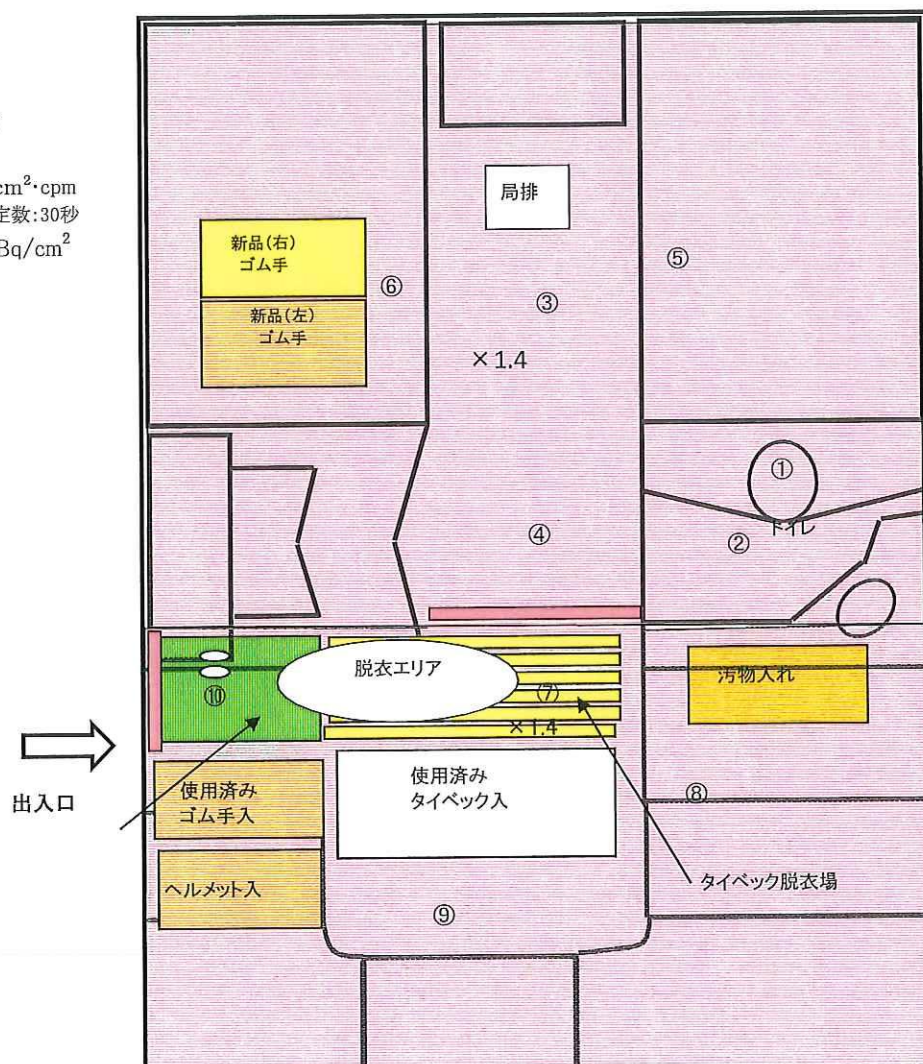 cm²・cpm
定数:30秒
Bq/cm²
局排
新品(右)
ゴム手
新品(左)
ゴム手
⑥
③
⑤
×1.4
①
トイレ
②
④
脱衣エリア
⑩
⑦
×1.4
汚物入れ
出入口
使用済み
ゴム手入
使用済み
タイベック入
⑧
ヘルメット入
タイベック脱衣場
⑨